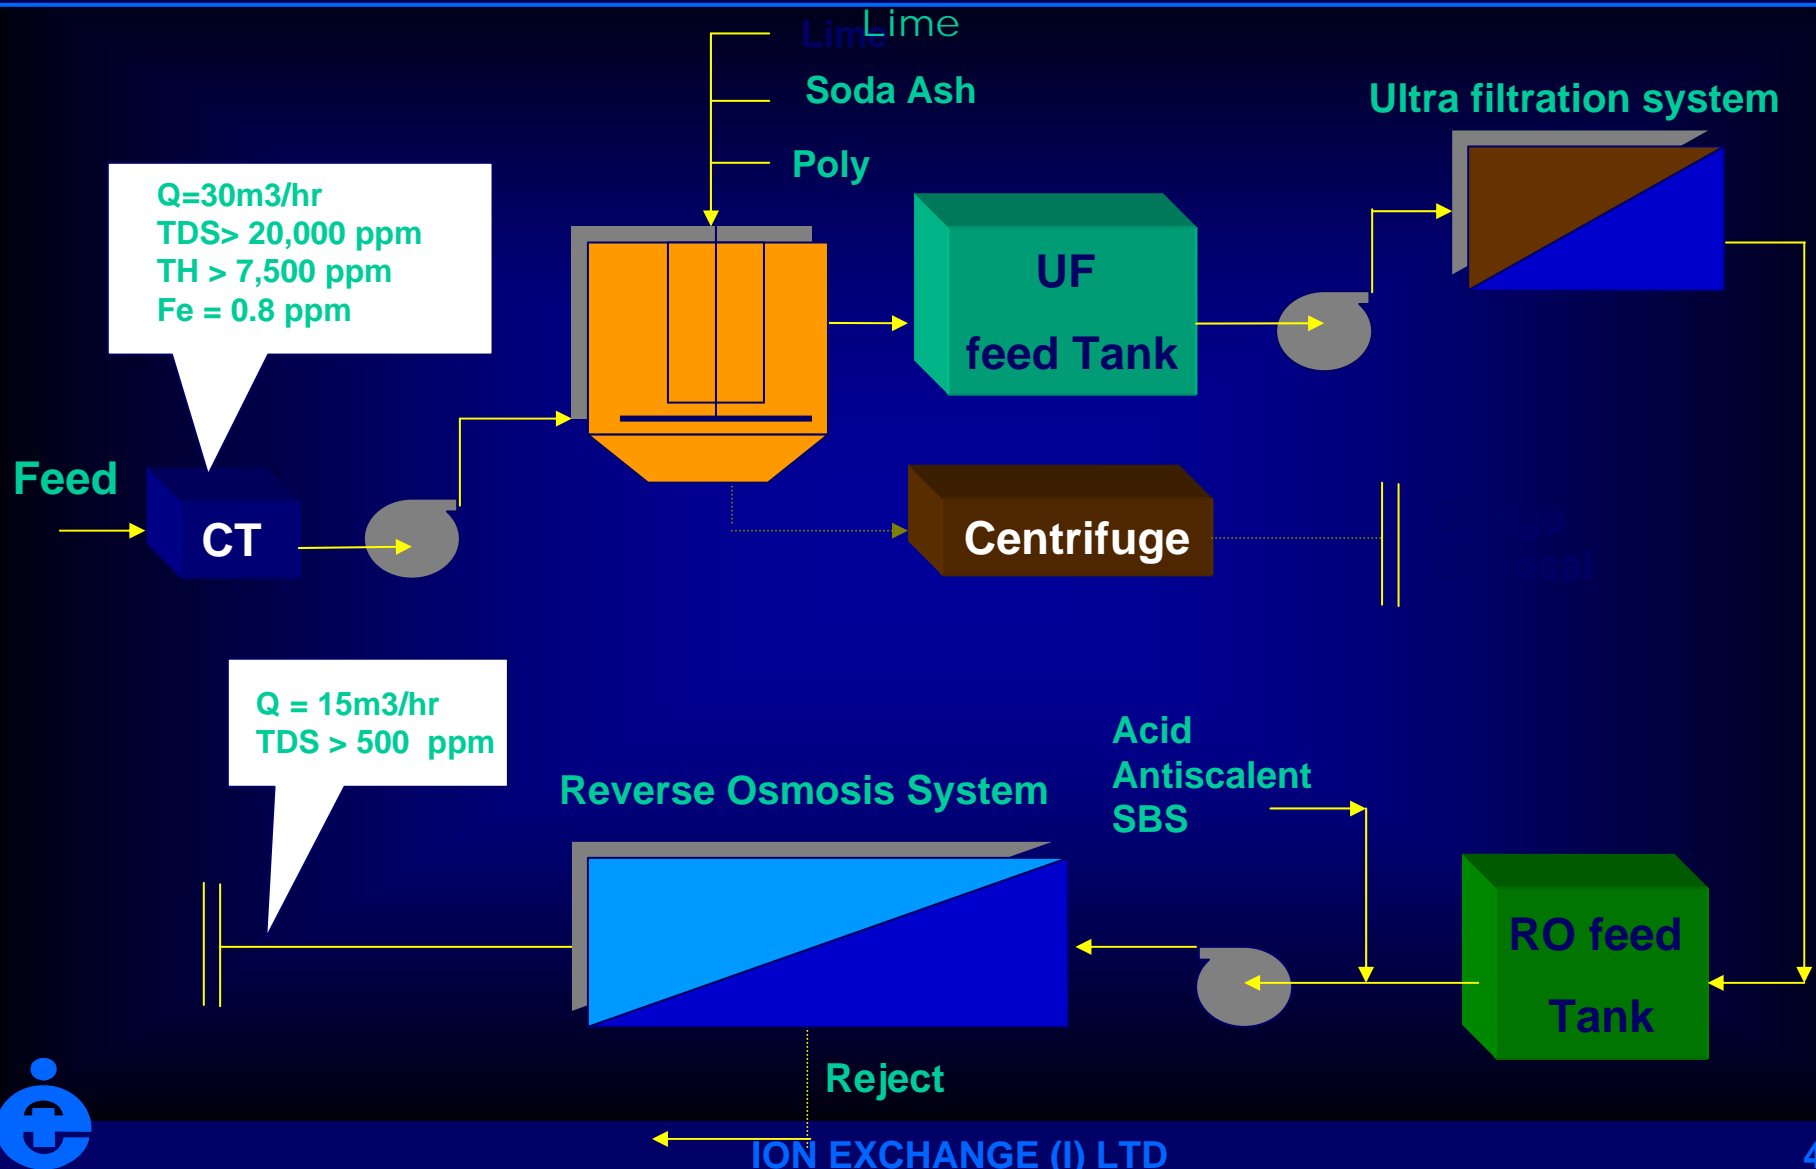 Lime
Lime
Soda Ash
Poly
Ultra filtration system
Q=30m3/hr
TDS> 20,000 ppm
TH > 7,500 ppm
Fe = 0.8 ppm
UF
feed Tank
Feed
CT
Centrifuge
Q = 15m3/hr
TDS > 500 ppm
Reverse Osmosis System
Acid
Antiscalent
SBS
RO feed
Tank
Reject
ION EXCHANGE (I) LTD
4